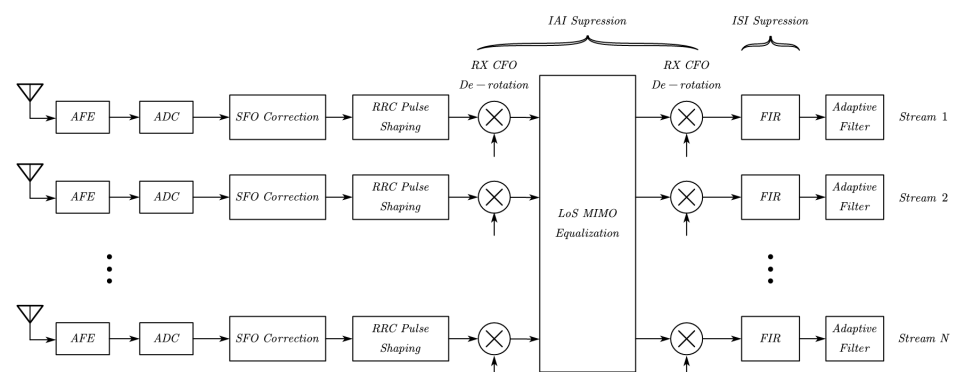 IAI Supression
ISI Supression
RX CFO
De – rotation
RX CFO
De – rotation
AFE
ADC
SFO Correction
RRC Pulse
Shaping
FIR
Adaptive
Filter
Stream 1
AFE
ADC
SFO Correction
RRC Pulse
Shaping
LoS MIMO
Equalization
FIR
Adaptive
Filter
Stream 2
AFE
ADC
SFO Correction
RRC Pulse
Shaping
FIR
Adaptive
Filter
Stream N